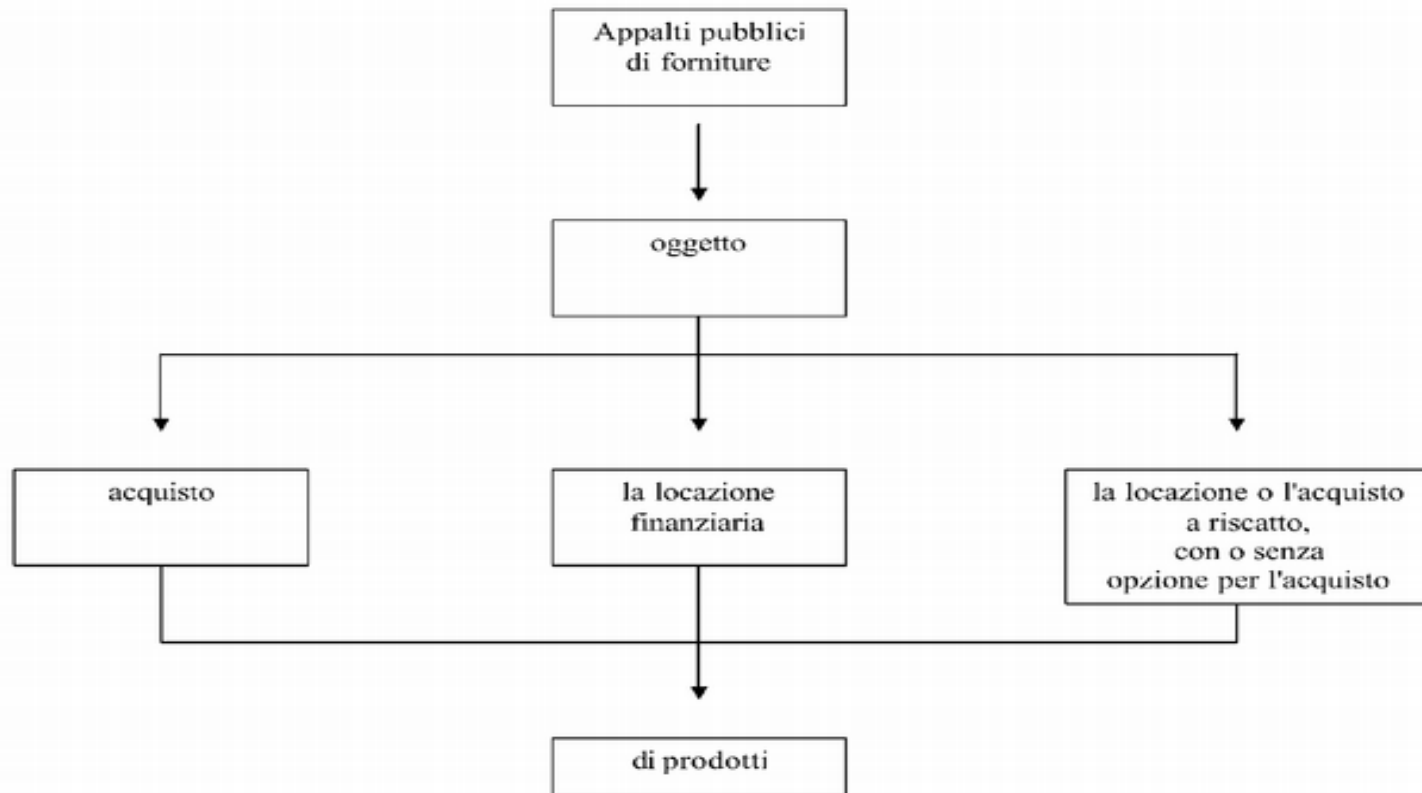 Appalti pubblici
di forniture
oggetto
acquisto
la locazione
finanziaria
la locazione o l'acquisto
a riscatto,
con o senza
opzione per l'acquisto
di prodotti